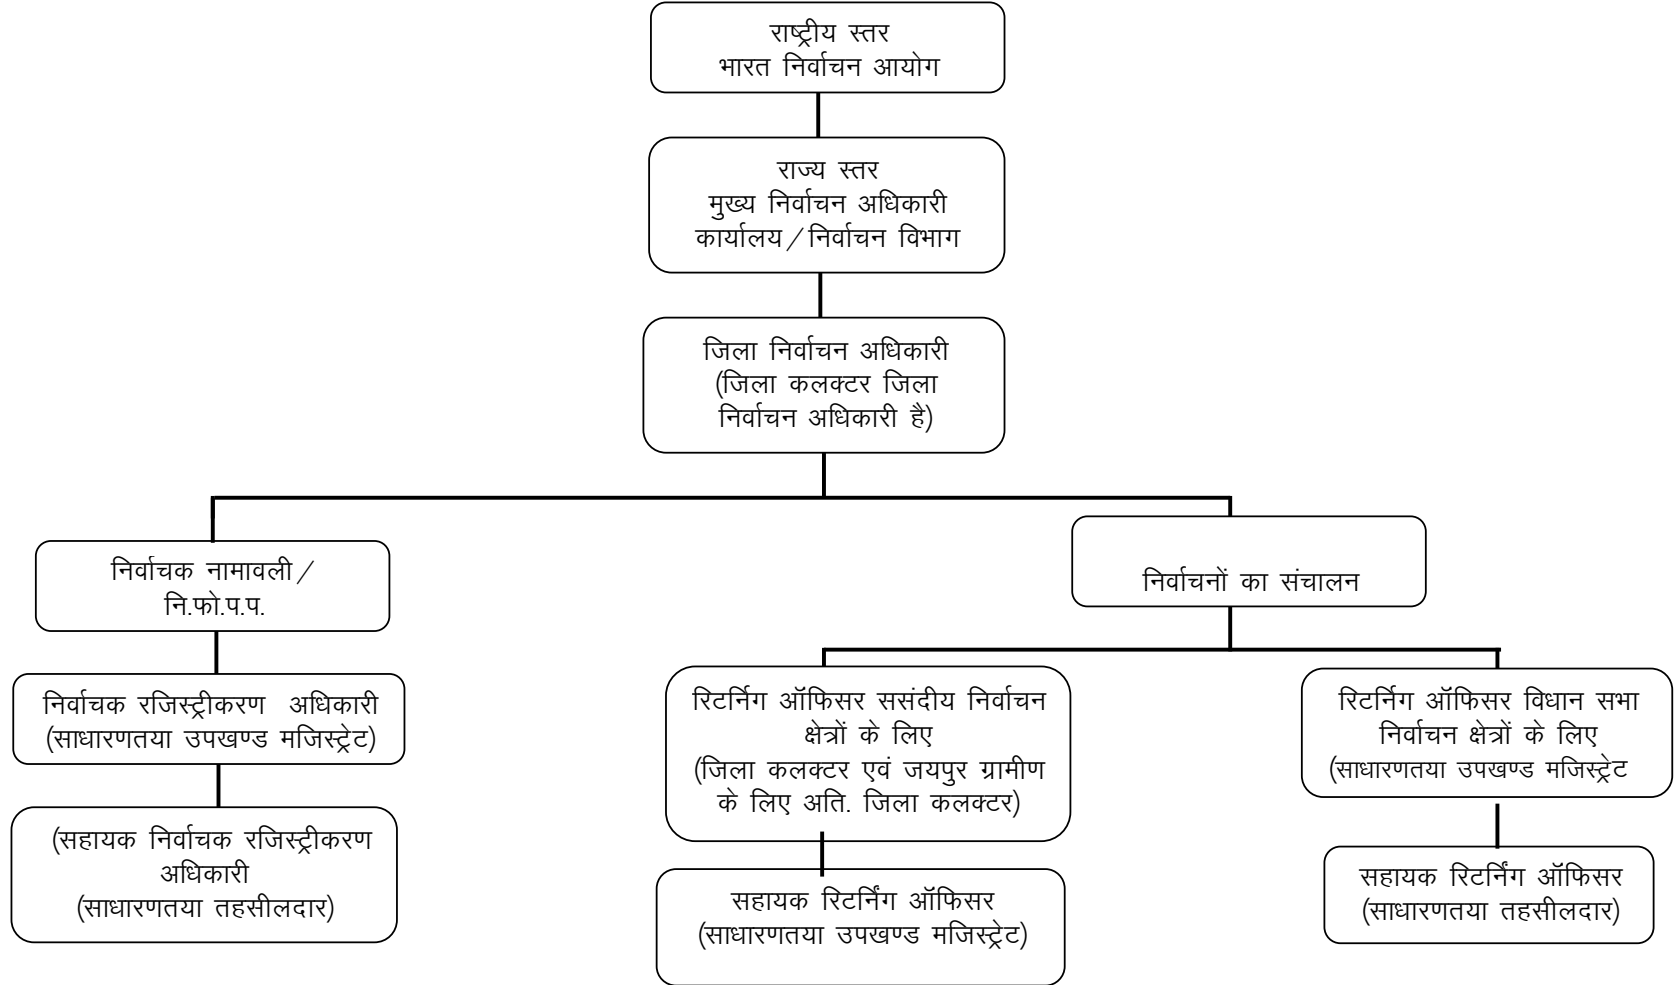 राष्ट्रीय स्तर
भारत निर्वाचन आयोग
राज्य स्तर
मुख्य निर्वाचन अधिकारी
कार्यालय/निर्वाचन विभाग
जिला निर्वाचन अधिकारी
(जिला कलक्टर जिला
निर्वाचन अधिकारी है)
निर्वाचक नामावली/
नि.फो.प.प.
निर्वाचक रजिस्ट्रीकरण अधिकारी
(साधारणतया उपखण्ड मजिस्ट्रेट)
(सहायक निर्वाचक रजिस्ट्रीकरण
अधिकारी
(साधारणतया तहसीलदार)
निर्वाचनों का संचालन
रिटर्निग ऑफिसर ससंदीय निर्वाचन
क्षेत्रों के लिए
(जिला कलक्टर एवं जयपुर ग्रामीण
के लिए अति. जिला कलक्टर)
सहायक रिटर्निंग ऑफिसर
(साधारणतया उपखण्ड मजिस्ट्रेट)
रिटर्निग ऑफिसर विधान सभा
निर्वाचन क्षेत्रों के लिए
(साधारणतया उपखण्ड मजिस्ट्रेट
सहायक रिटर्निंग ऑफिसर
(साधारणतया तहसीलदार)